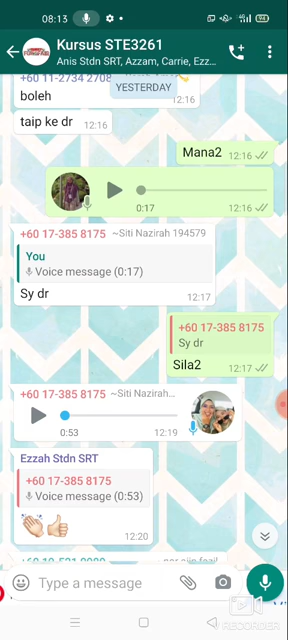 08:13
94
Kursus STE3261
Anis Stdn SRT, Azzam, Carrie, Ezz...
YESTERDAY
+60 11-2734 2708
boleh
12:16
taip ke dr
12:16
Mana2
12:16
0:17
12:16
+60 17-385 8175 ~Siti Nazirah 194579
You
Voice message (0:17)
Sy dr
12:17
+60 17-385 8175
Sy dr
Sila2
12:17
+60 17-385 8175 ~Siti Nazirah...
0:53
12:19
Ezzah Stdn SRT
+60 17-385 8175
Voice message (0:53)
👏🏻👍🏻
12:20
Type a message
RECORDER